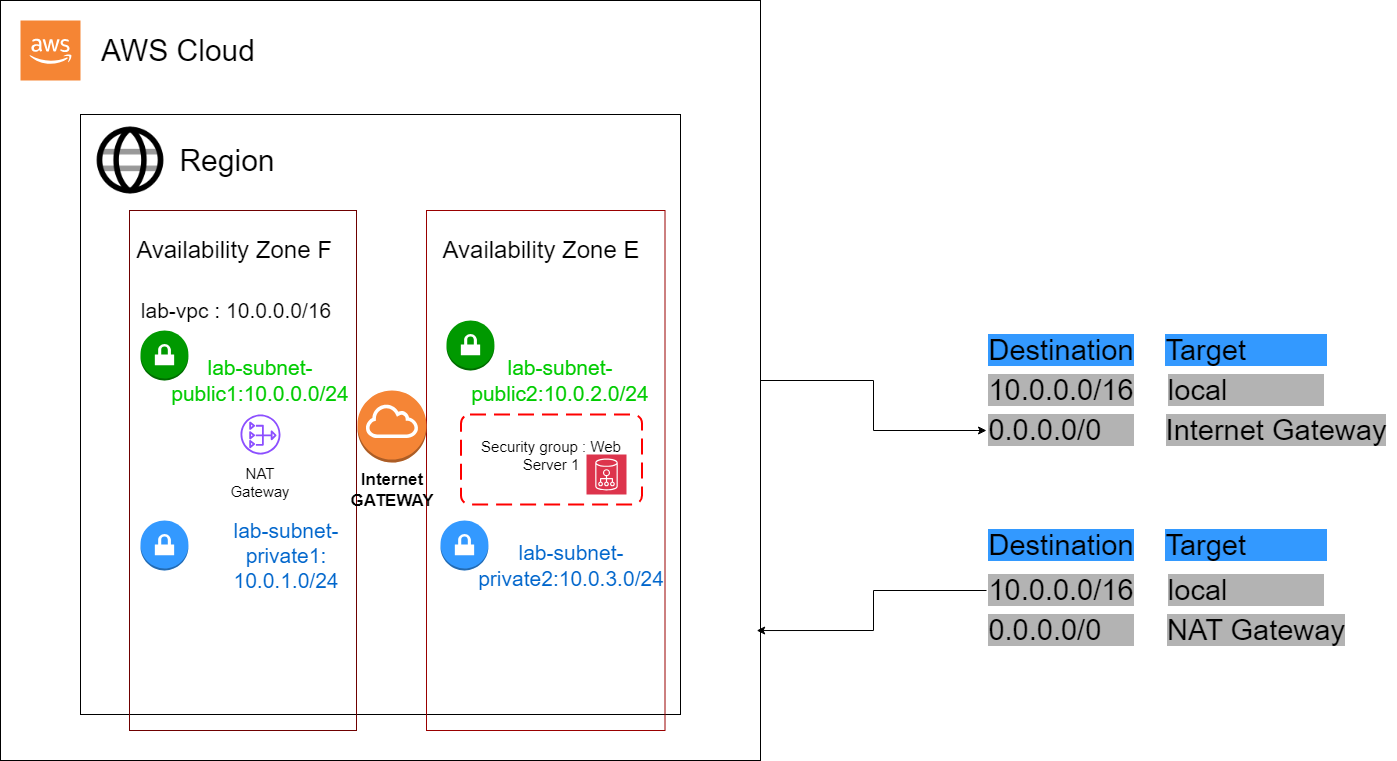 aws
AWS Cloud
Region
Availability Zone F
lab-vpc : 10.0.0.0/16
lab-subnet-
public1:10.0.0.0/24
NAT
Gateway
lab-subnet-
private1:
10.0.1.0/24
Internet
GATEWAY
Availability Zone E
lab-subnet-
public2:10.0.2.0/24
Security group : Web
Server 1
lab-subnet-
private2:10.0.3.0/24
Destination Target
10.0.0.0/16 local
0.0.0.0/0 Internet Gateway
Destination Target
10.0.0.0/16 local
0.0.0.0/0 NAT Gateway